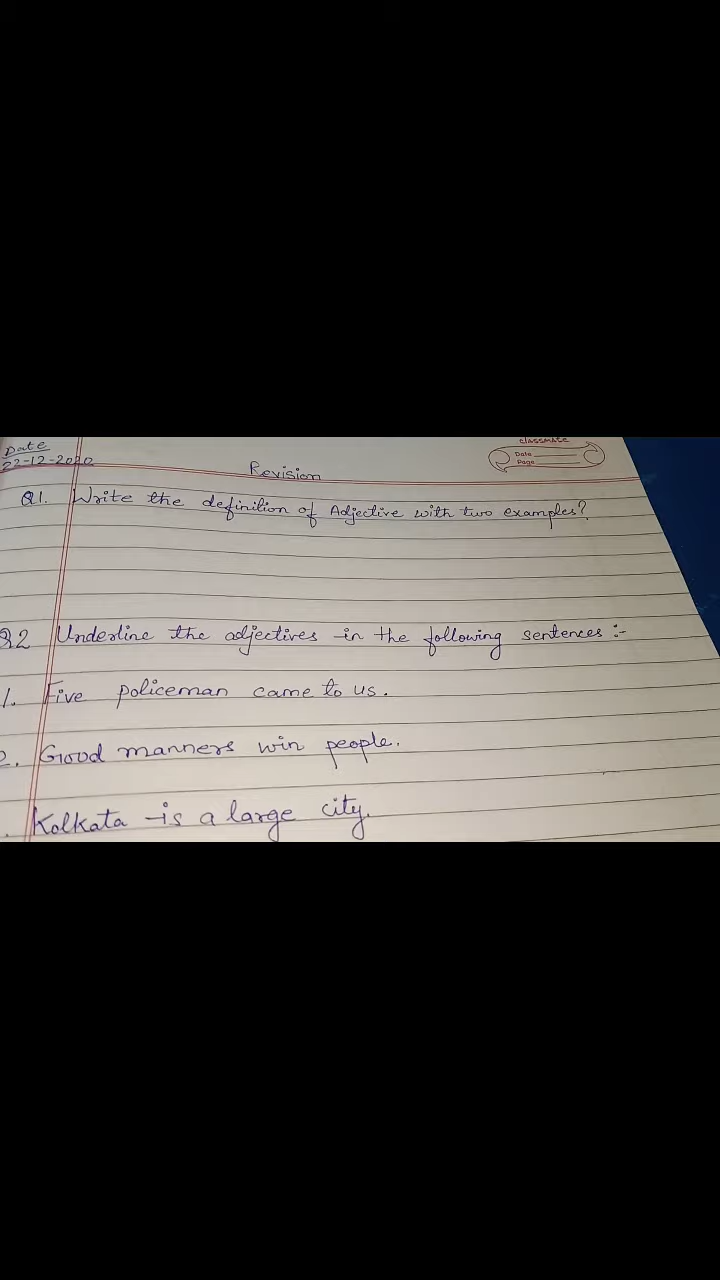 Date
22-12-2020
classmate
Date
Page
Revision
Q1. Write the definition of Adjective with two examples?
Q2 Underline the adjectives in the following sentences :-
1. Five policeman came to us.
2. Good manners win people.
. Kolkata is a large city.